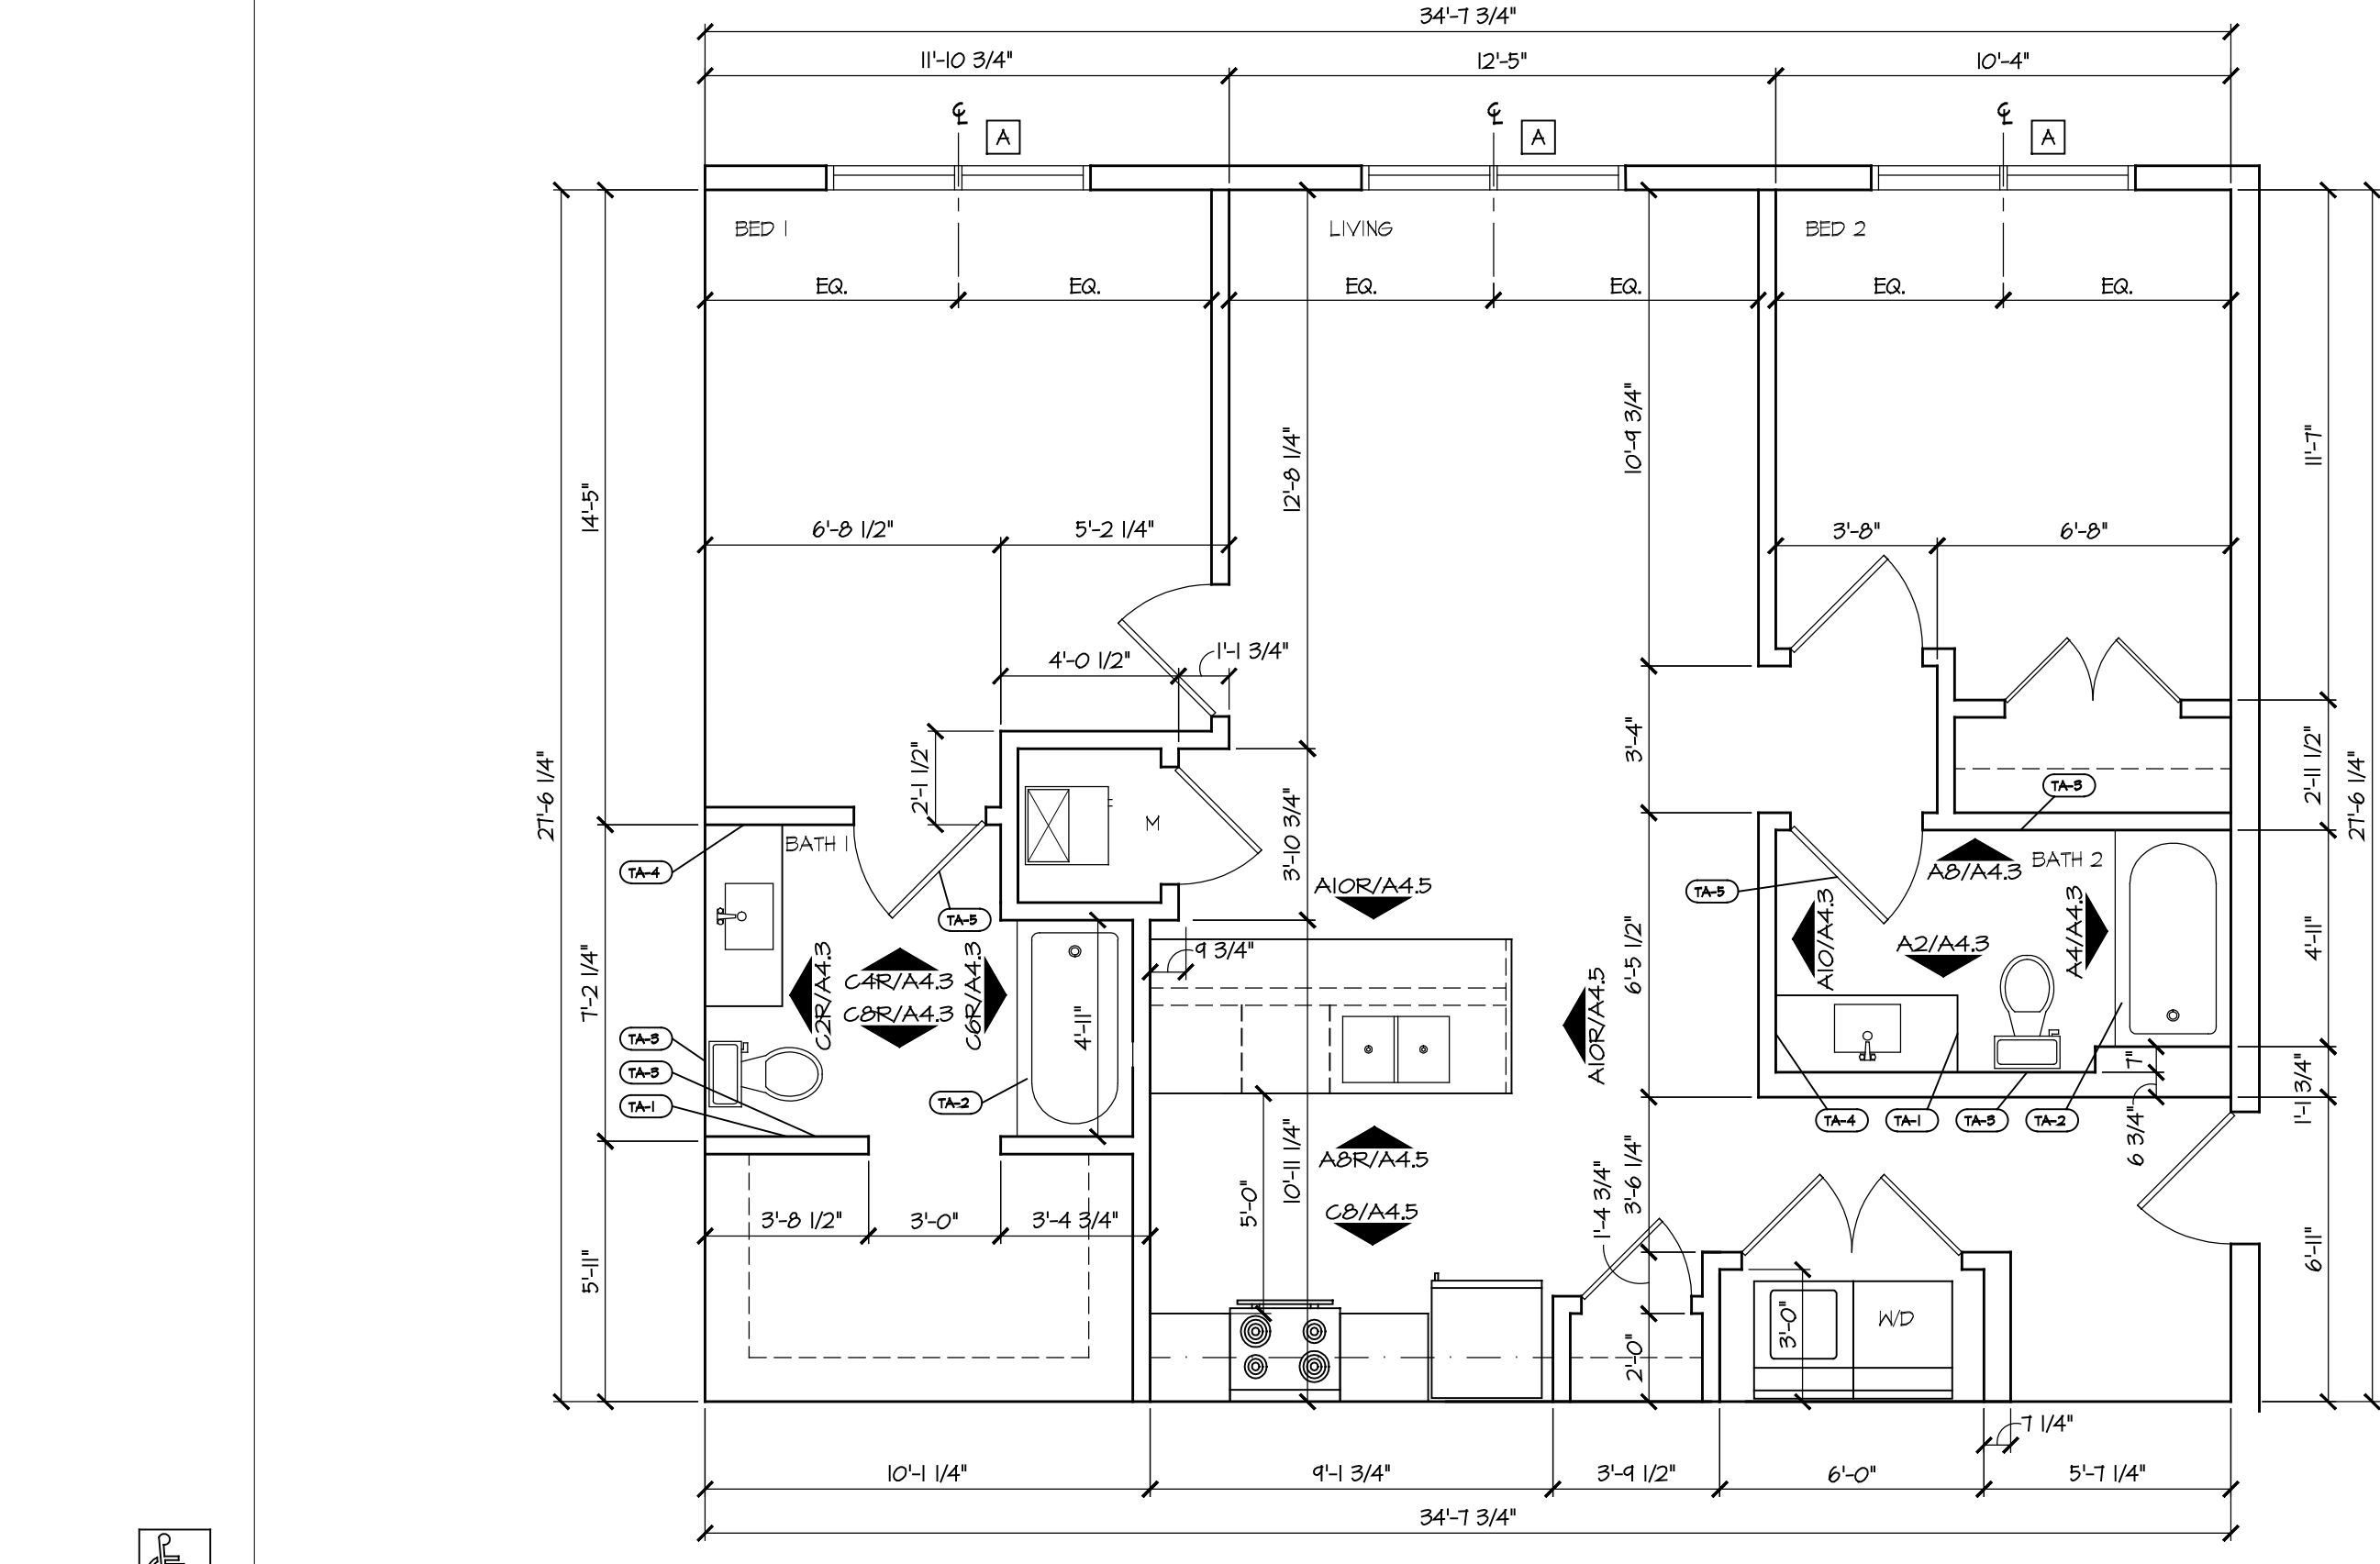 34'-7 3/4"
11'-10 3/4" 12'-5" 10'-4"
℄ A ℄ A ℄ A
BED 1 LIVING BED 2
EQ. EQ. EQ. EQ. EQ. EQ.
10'-9 3/4"
11'-7"
12'-8 1/4"
14'-5"
6'-8 1/2" 5'-2 1/4" 3'-8" 6'-8"
4'-0 1/2" 1'-1 3/4"
27'-6 1/4"
2'-1 1/2"
3'-4"
2'-11 1/2"
27'-6 1/4"
TA-3
M
3'-10 3/4"
BATH 1 BATH 2
TA-4
A8/A4.3
A10R/A4.5
TA-5
TA-5
9 3/4"
A2/A4.3
A10/A4.3
A4/A4.3
4'-11"
6'-5 1/2"
C2R/A4.3
C4R/A4.3
C8R/A4.3
C6R/A4.3
7'-2 1/4"
4'-11"
A10R/A4.5
TA-3
TA-3
TA-1
TA-2
7"
1'-1 3/4"
TA-4 TA-1 TA-3 TA-2
6 3/4"
A8R/A4.5
10'-11 1/4"
5'-0"
1'-4 3/4"
3'-6 1/4"
C8/A4.5
3'-8 1/2" 3'-0" 3'-4 3/4"
5'-11"
6'-11"
W/D
3'-0"
2'-0"
7 1/4"
10'-1 1/4" 9'-1 3/4" 3'-9 1/2" 6'-0" 5'-7 1/4"
34'-7 3/4"